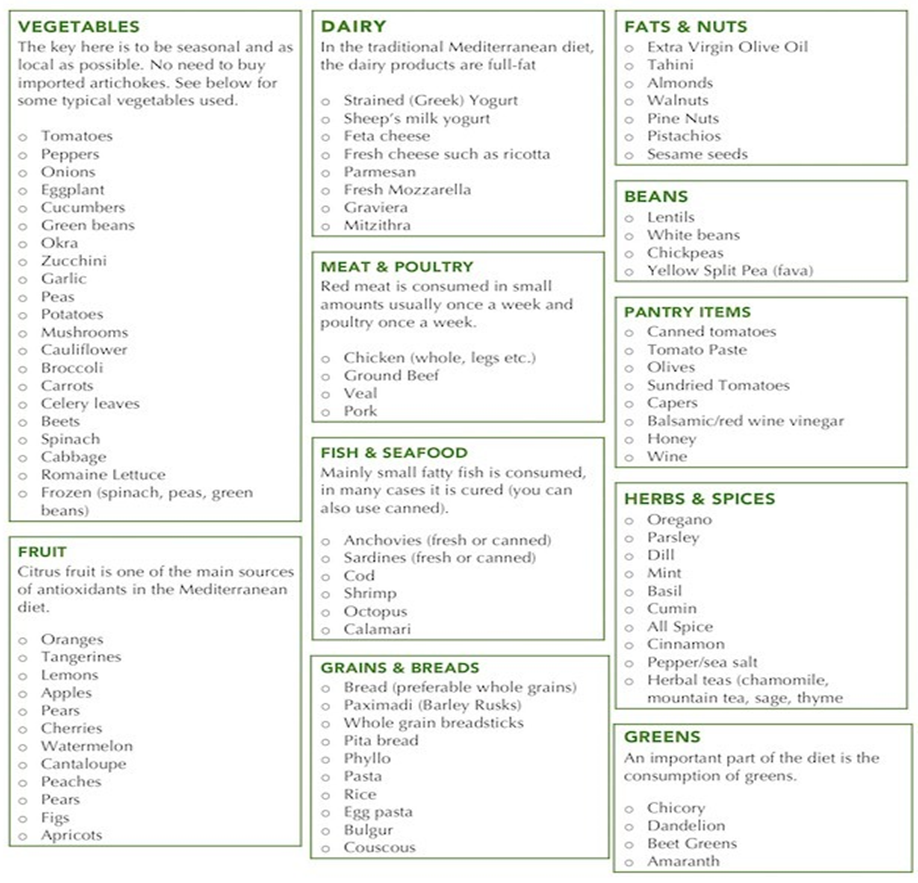 VEGETABLES
The key here is to be seasonal and as
local as possible. No need to buy
imported artichokes. See below for
some typical vegetables used.
o Tomatoes
o Peppers
o Onions
o Eggplant
o Cucumbers
o Green beans
o Okra
o Zucchini
o Garlic
o Peas
o Potatoes
o Mushrooms
o Cauliflower
o Broccoli
o Carrots
o Celery leaves
o Beets
o Spinach
o Cabbage
o Romaine Lettuce
o Frozen (spinach, peas, green
beans)
FRUIT
Citrus fruit is one of the main sources
of antioxidants in the Mediterranean
diet.
o Oranges
o Tangerines
o Lemons
o Apples
o Pears
o Cherries
o Watermelon
o Cantaloupe
o Peaches
o Pears
o Figs
o Apricots
DAIRY
In the traditional Mediterranean diet,
the dairy products are full-fat
o Strained (Greek) Yogurt
o Sheep's milk yogurt
o Feta cheese
o Fresh cheese such as ricotta
o Parmesan
o Fresh Mozzarella
o Graviera
o Mitzithra
MEAT & POULTRY
Red meat is consumed in small
amounts usually once a week and
poultry once a week.
o Chicken (whole, legs etc.)
o Ground Beef
o Veal
o Pork
FISH & SEAFOOD
Mainly small fatty fish is consumed,
in many cases it is cured (you can
also use canned).
o Anchovies (fresh or canned)
o Sardines (fresh or canned)
o Cod
o Shrimp
o Octopus
o Calamari
GRAINS & BREADS
o Bread (preferable whole grains)
o Paximadi (Barley Rusks)
o Whole grain breadsticks
o Pita bread
o Phyllo
o Pasta
o Rice
o Egg pasta
o Bulgur
o Couscous
FATS & NUTS
o Extra Virgin Olive Oil
o Tahini
o Almonds
o Walnuts
o Pine Nuts
o Pistachios
o Sesame seeds
BEANS
o Lentils
o White beans
o Chickpeas
o Yellow Split Pea (fava)
PANTRY ITEMS
o Canned tomatoes
o Tomato Paste
o Olives
o Sundried Tomatoes
o Capers
o Balsamic/red wine vinegar
o Honey
o Wine
HERBS & SPICES
o Oregano
o Parsley
o Dill
o Mint
o Basil
o Cumin
o All Spice
o Cinnamon
o Pepper/sea salt
o Herbal teas (chamomile,
mountain tea, sage, thyme
GREENS
An important part of the diet is the
consumption of greens.
o Chicory
o Dandelion
o Beet Greens
o Amaranth